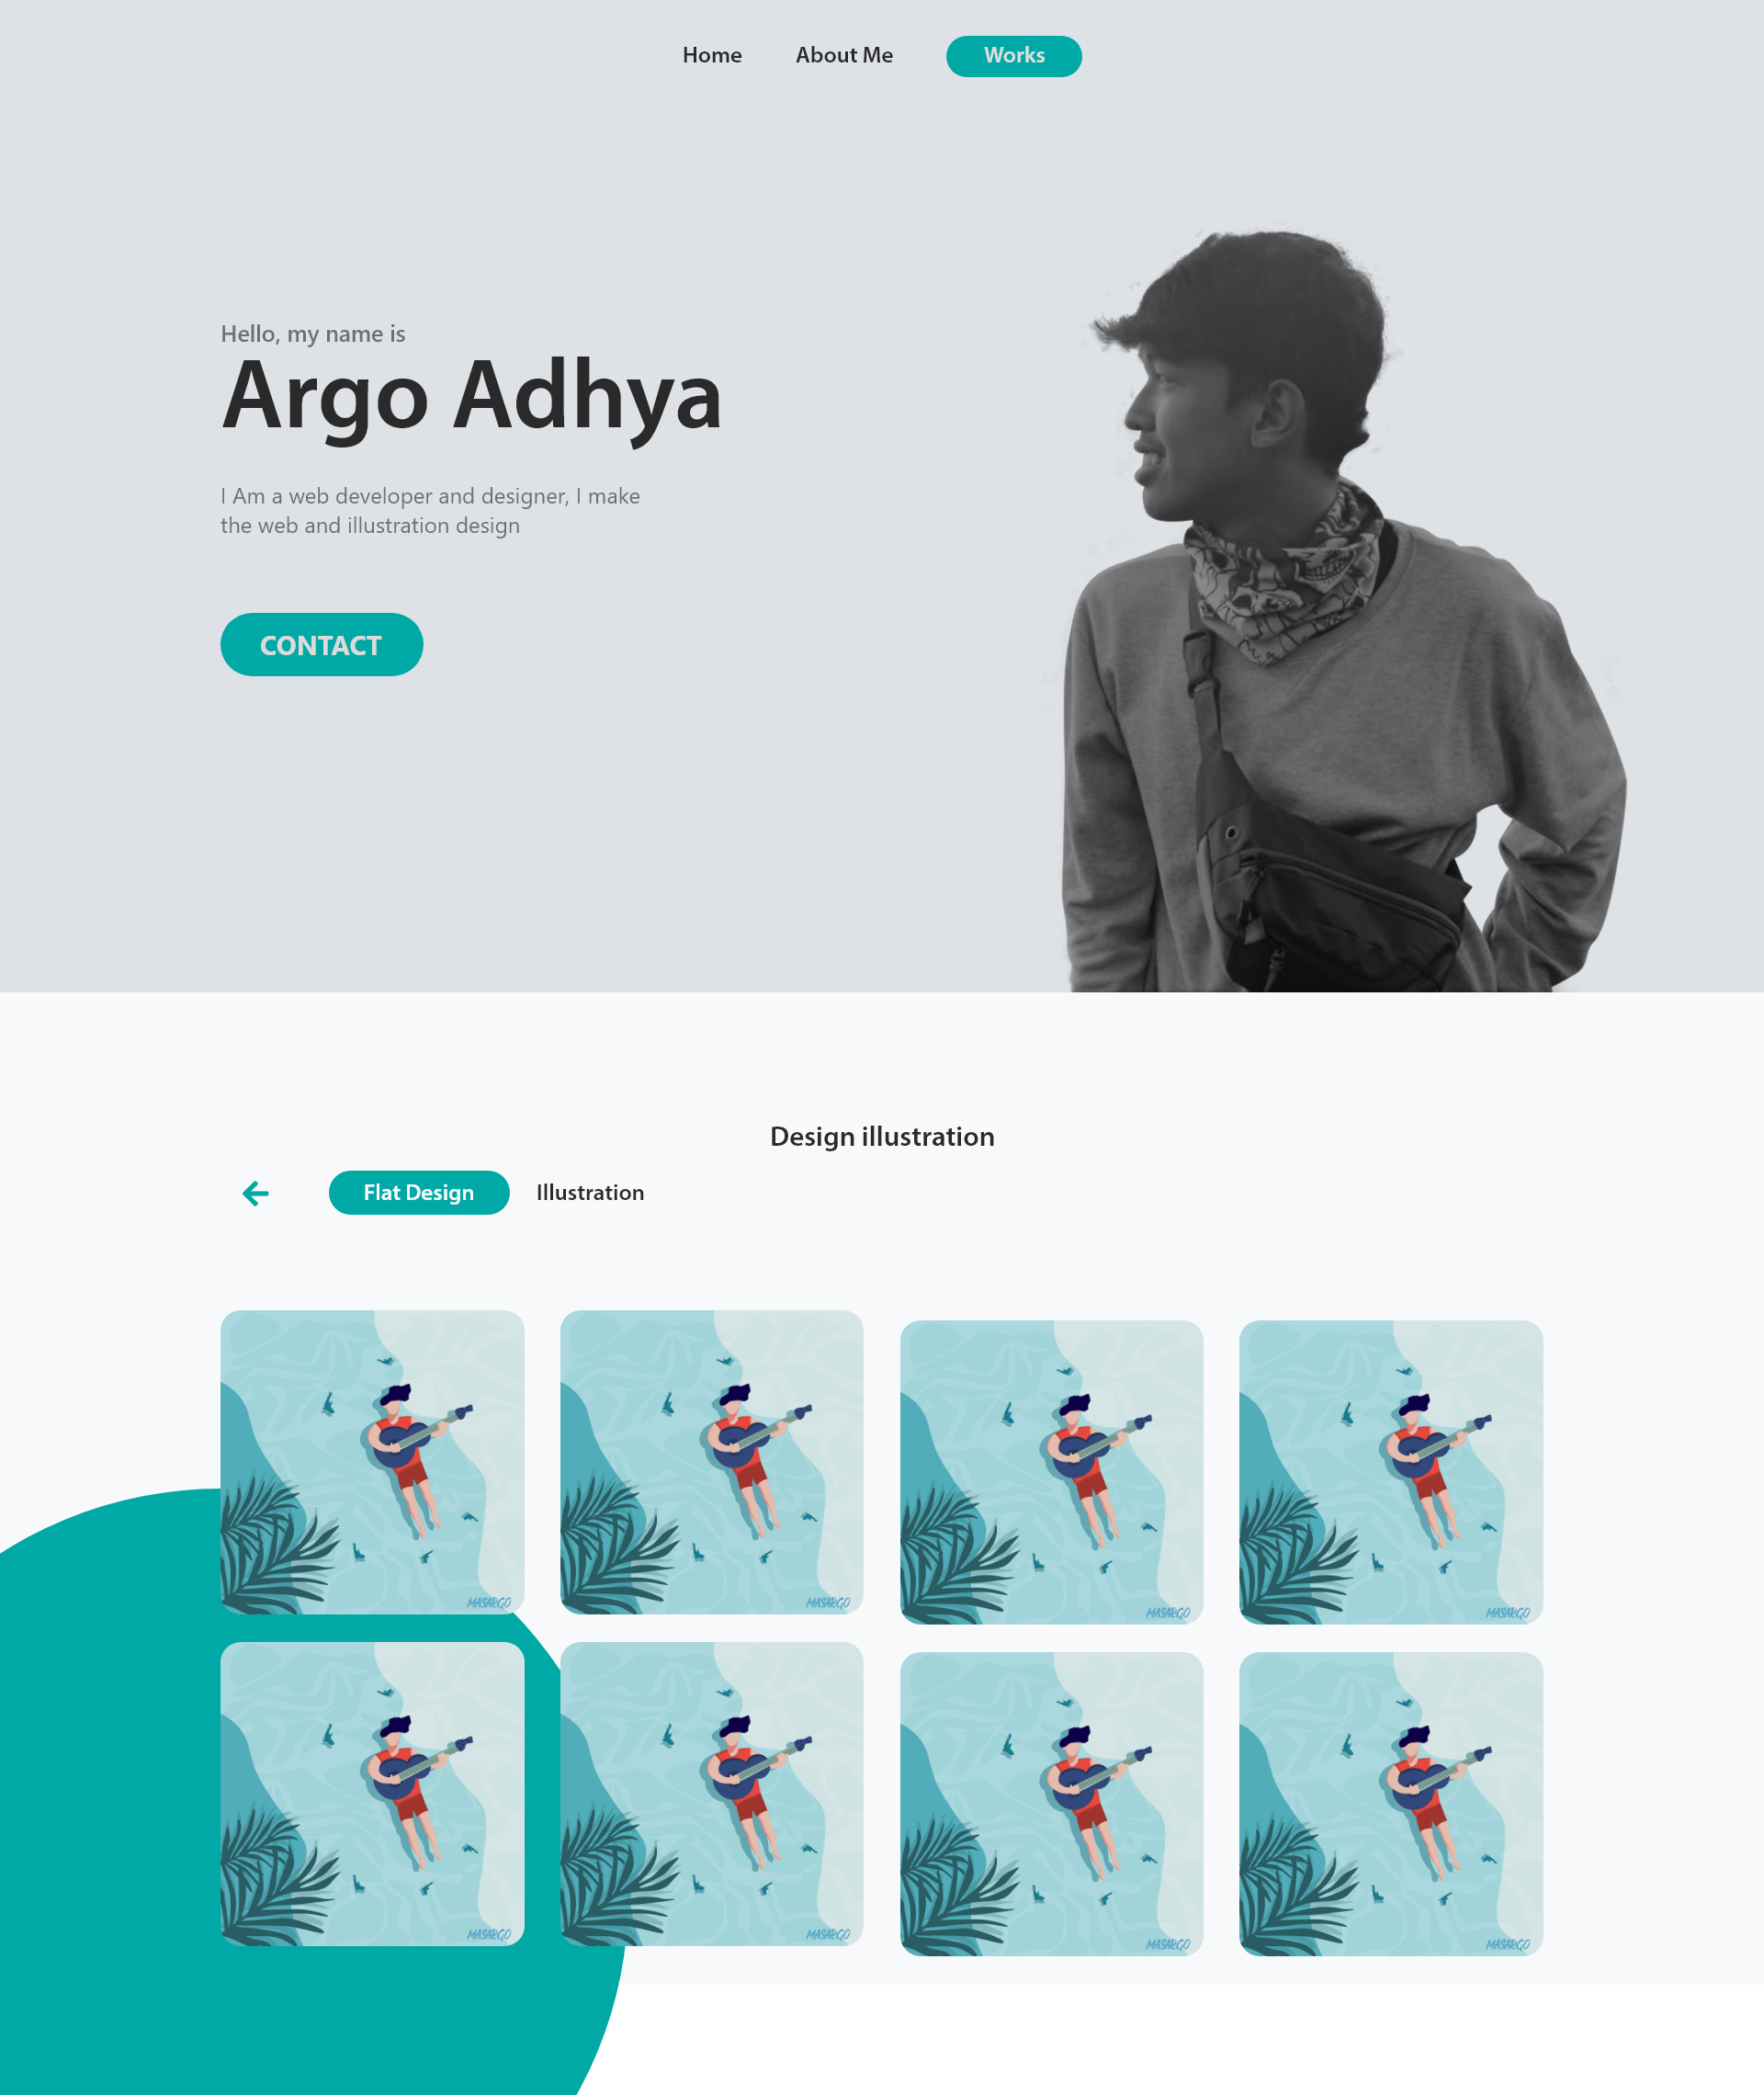 Home About Me Works
Hello, my name is
Argo Adhya
I Am a web developer and designer, I make
the web and illustration design
CONTACT
Design illustration
Flat Design Illustration
MASARGO MASARGO MASARGO MASARGO
MASARGO MASARGO MASARGO MASARGO